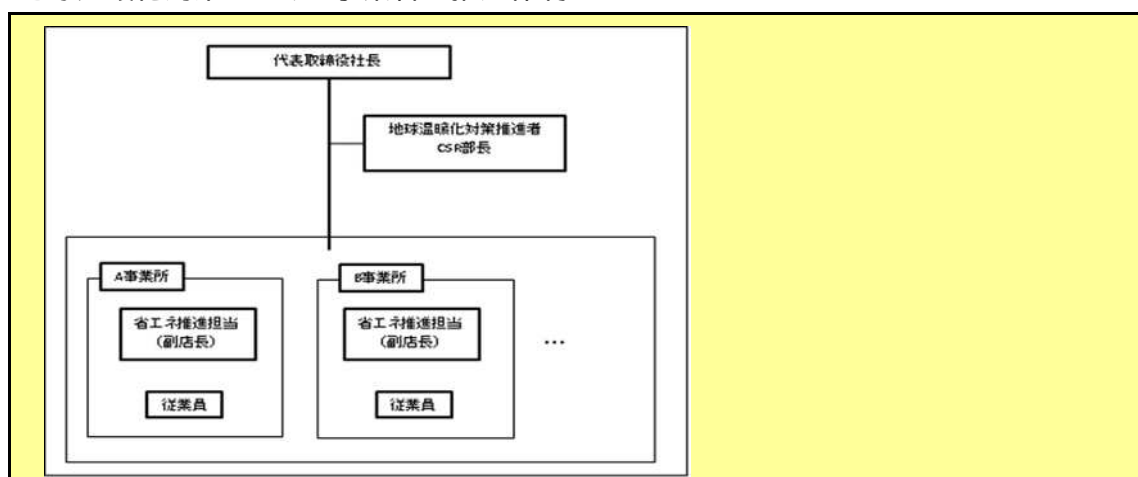 代表取締役社長
地球温暖化対策推進者
CSR部長
A事業所
B事業所
省エネ推進担当
(副店長)
省エネ推進担当
(副店長)
…
従業員
従業員